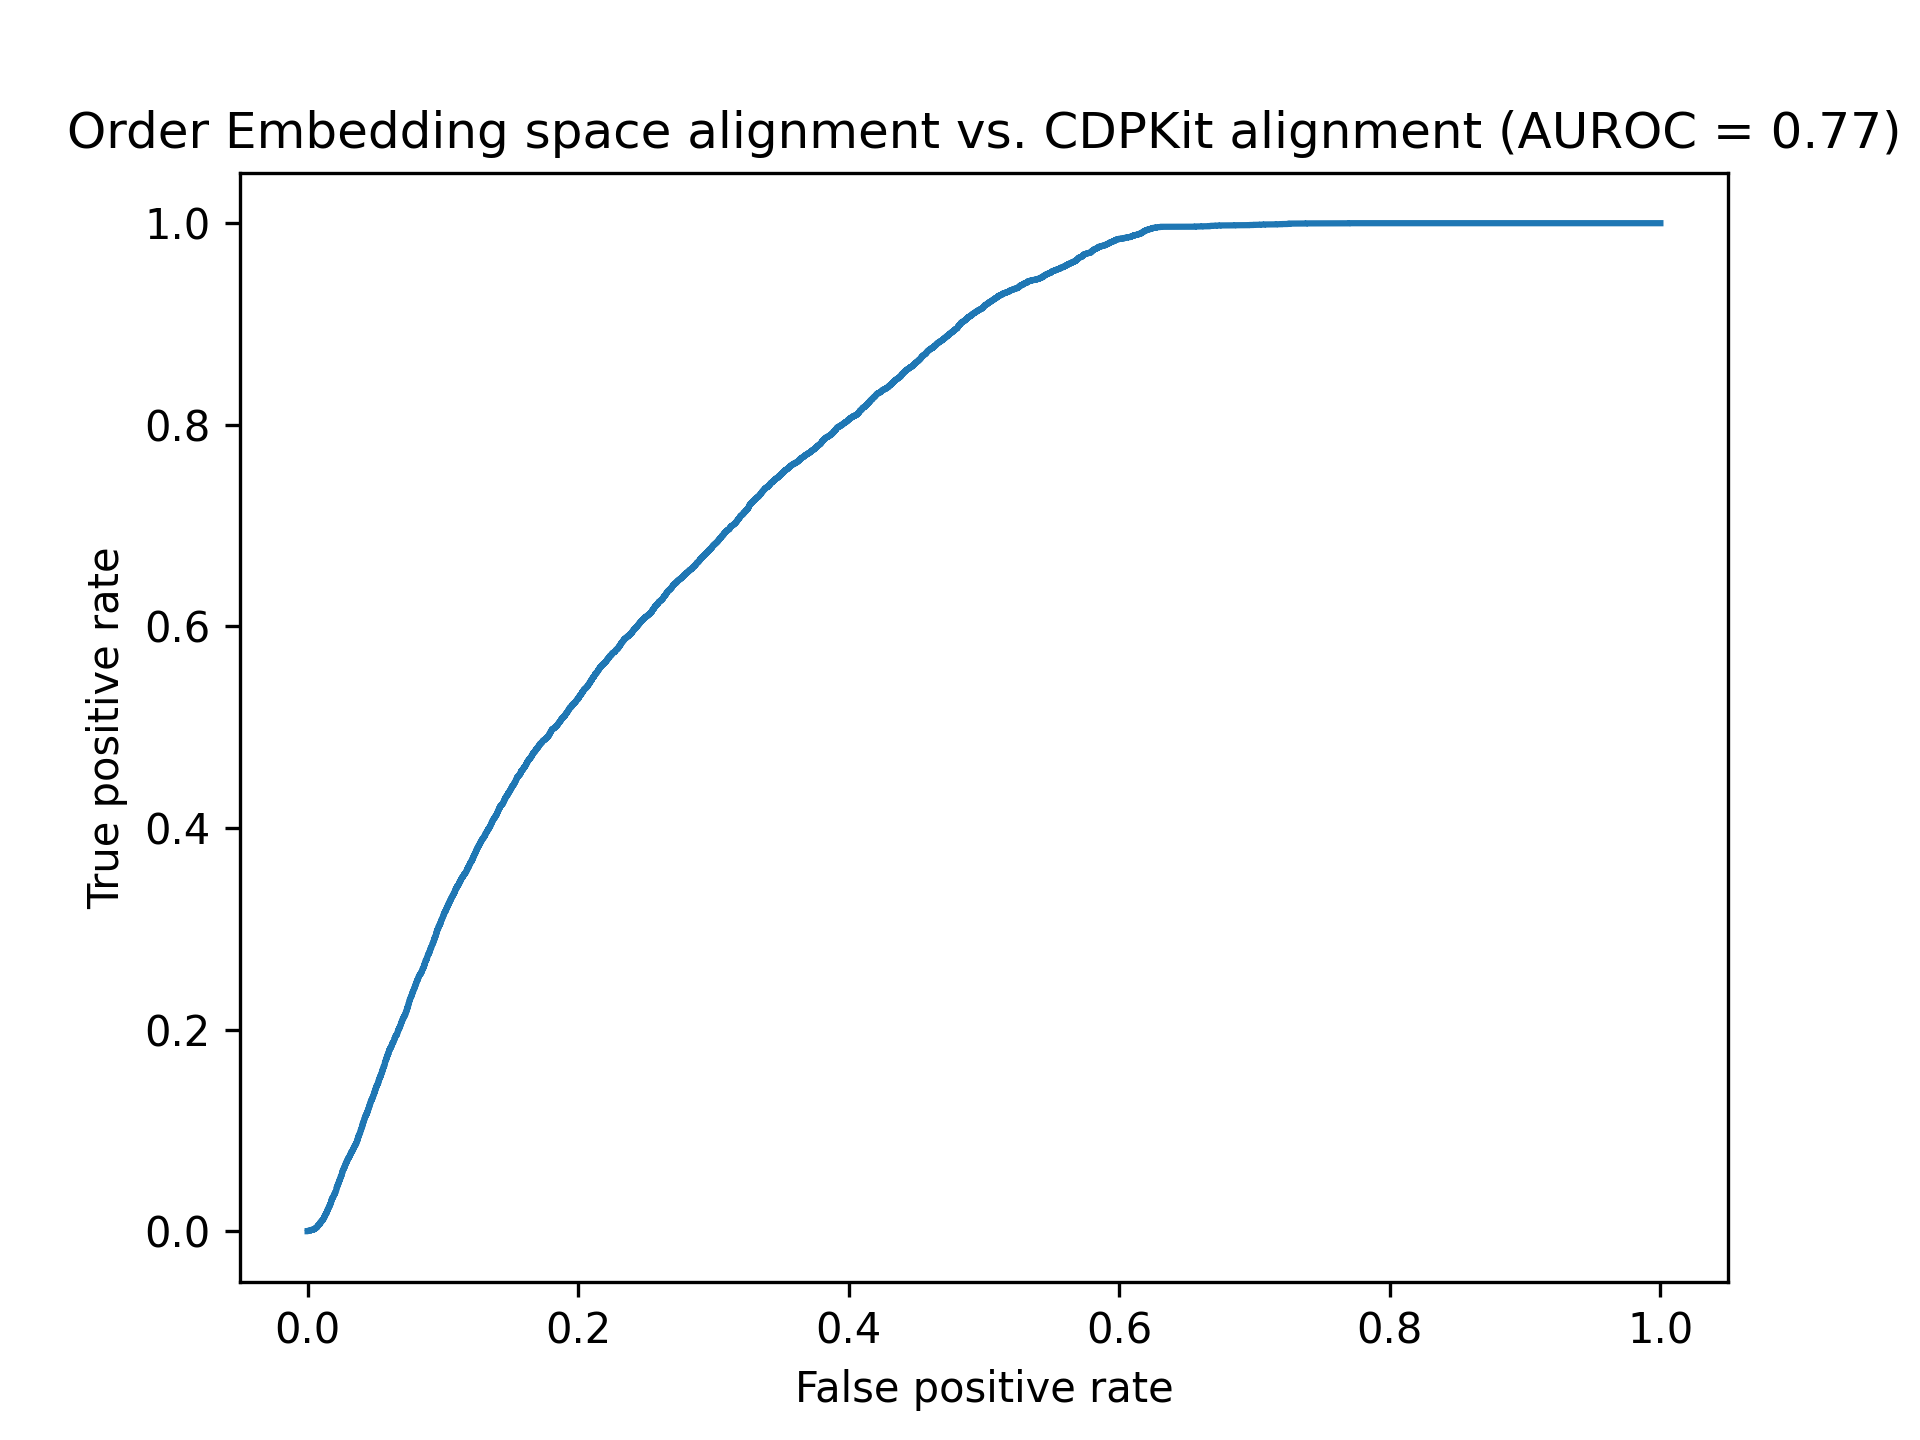 Order Embedding space alignment vs. CDPKit alignment (AUROC = 0.77)
1.0
0.8
0.6
0.4
0.2
0.0
True positive rate
0.0 0.2 0.4 0.6 0.8 1.0
False positive rate